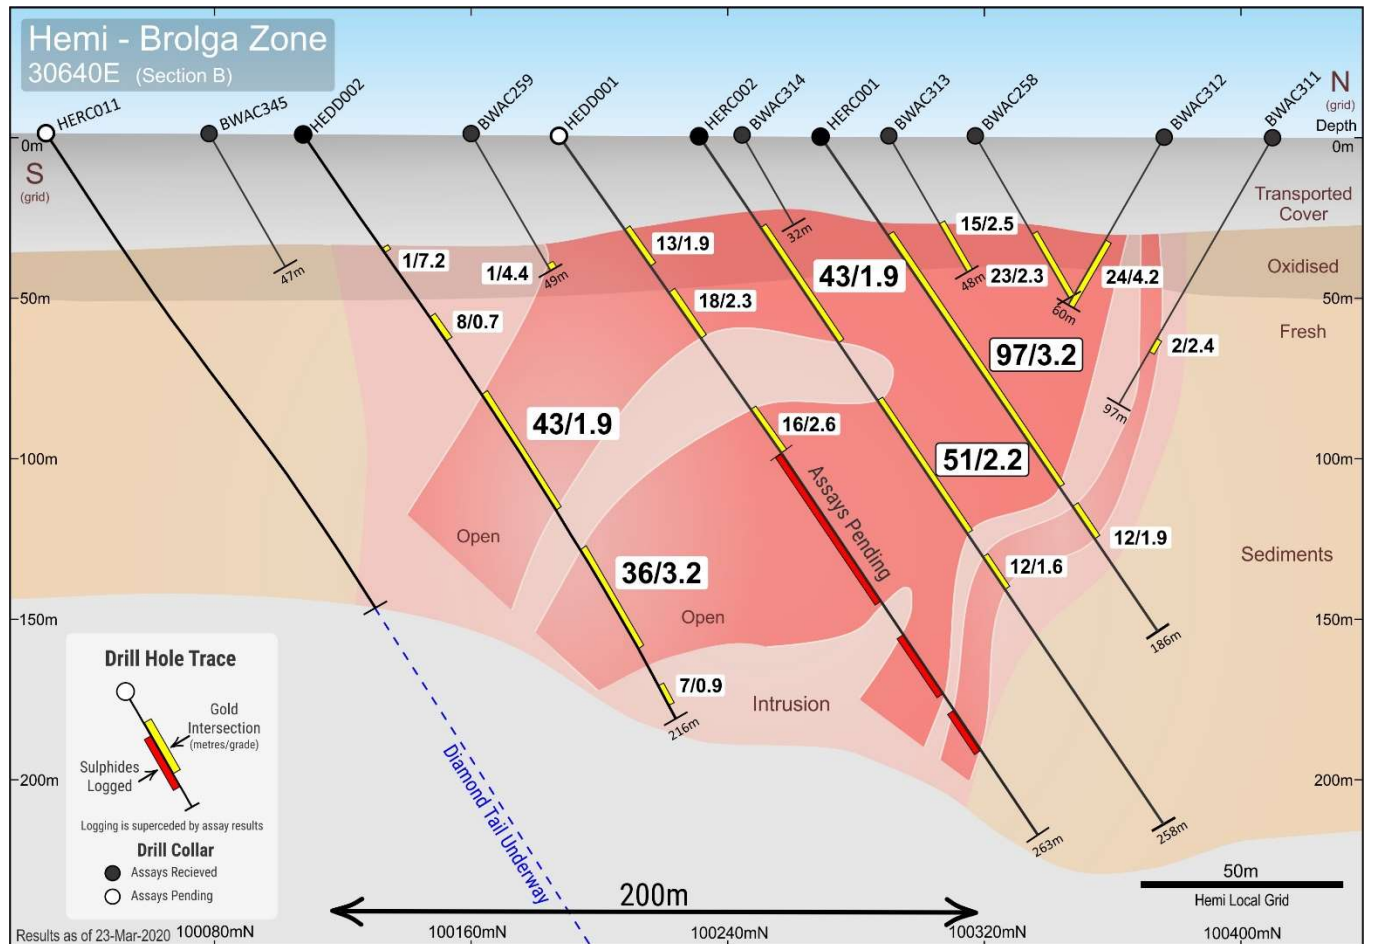 Hemi - Brolga Zone
30640E (Section B)
HERC011
BWAC345
HEDD002
BWAC259
HEDD001
HERC002
BWAC314
HERC001
BWAC313
BWAC258
BWAC312
BWAC311
N
(grid)
Depth
0m
0m
S
(grid)
Transported
Cover
Oxidised
Fresh
Sediments
50m
50m
100m
100m
150m
150m
200m
200m
47m
1/7.2
8/0.7
43/1.9
36/3.2
7/0.9
216m
1/4.4
49m
13/1.9
18/2.3
16/2.6
Assays Pending
263m
32m
43/1.9
51/2.2
12/1.6
258m
97/3.2
12/1.9
186m
15/2.5
48m
23/2.3
60m
24/4.2
2/2.4
97m
Open
Open
Intrusion
Diamond Tail Underway
Drill Hole Trace
Gold
Intersection
(metres/grade)
Sulphides
Logged
Logging is superceded by assay results
Drill Collar
Assays Recieved
Assays Pending
200m
50m
Hemi Local Grid
Results as of 23-Mar-2020
100080mN
100160mN
100240mN
100320mN
100400mN